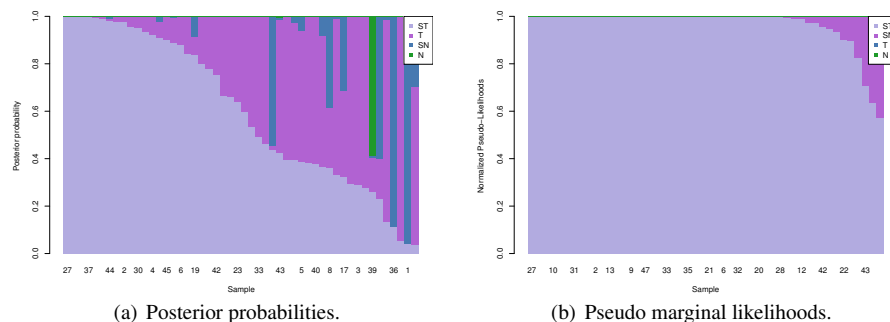 1.0
0.8
0.6
0.4
0.2
0.0
Posterior probability
ST
T
SN
N
27 37 44 2 30 4 45 6 19 42 23 33 43 5 40 8 17 3 39 36 1
Sample
(a) Posterior probabilities.
1.0
0.8
0.6
0.4
0.2
0.0
Normalized Pseudo−Likelihoods
ST
SN
T
N
27 10 31 2 13 9 47 33 35 21 6 32 20 28 12 42 22 43
Sample
(b) Pseudo marginal likelihoods.